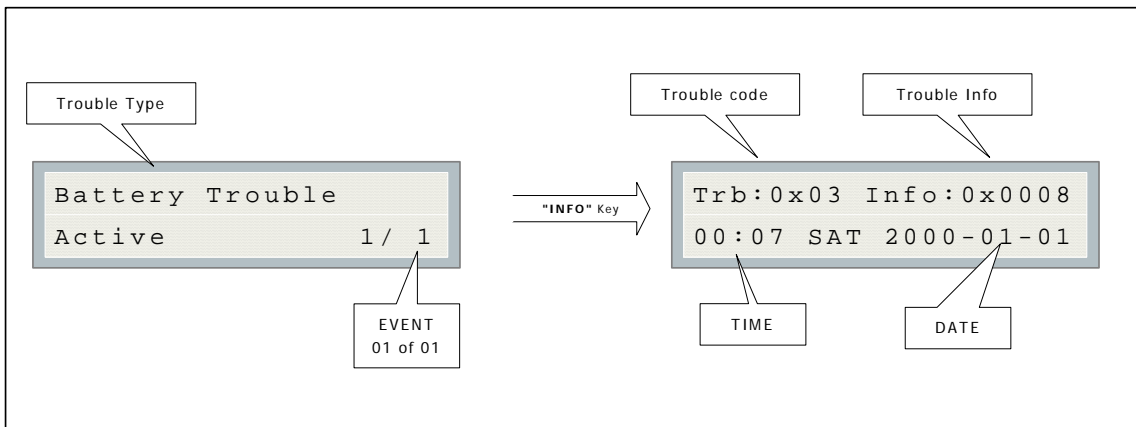 Trouble Type
Battery Trouble
Active 1/ 1
EVENT
01 of 01
"INFO" Key
Trouble code
Trouble Info
Trb:0x03 Info:0x0008
00:07 SAT 2000-01-01
TIME
DATE